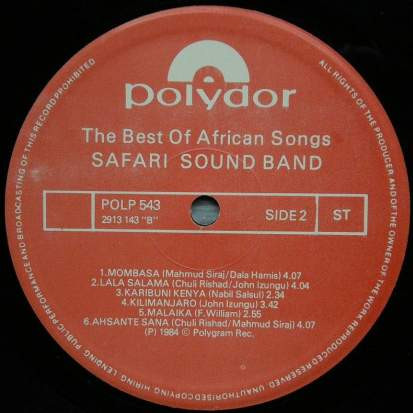 polydor
The Best Of African Songs
SAFARI SOUND BAND
POLP 543
2913 143 "B"
SIDE 2
ST
1.MOMBASA (Mahmud Siraj/Dala Hamis) 4.07
2.LALA SALAMA (Chuli Rishad/John Izungu) 4.04
3.KARIBUNI KENYA (Nabil Salsul) 2.34
4.KILIMANJARO (John Izungu) 3.42
5.MALAIKA (F.William) 2.55
6.AHSANTE SANA (Chuli Rishad/Mahmud Siraj) 4.07
(P) 1984 © Polygram Rec.
ALL RIGHTS OF THE PRODUCER AND OF THE OWNER OF THE WORK REPRODUCED RESERVED. UNAUTHORISED COPYING, HIRING, LENDING, PUBLIC PERFORMANCE AND BROADCASTING OF THIS RECORD PROHIBITED